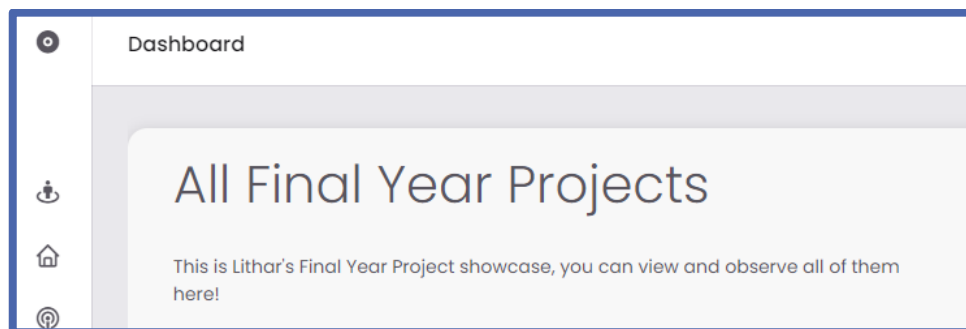 Dashboard
All Final Year Projects
This is Lithar's Final Year Project showcase, you can view and observe all of them
here!